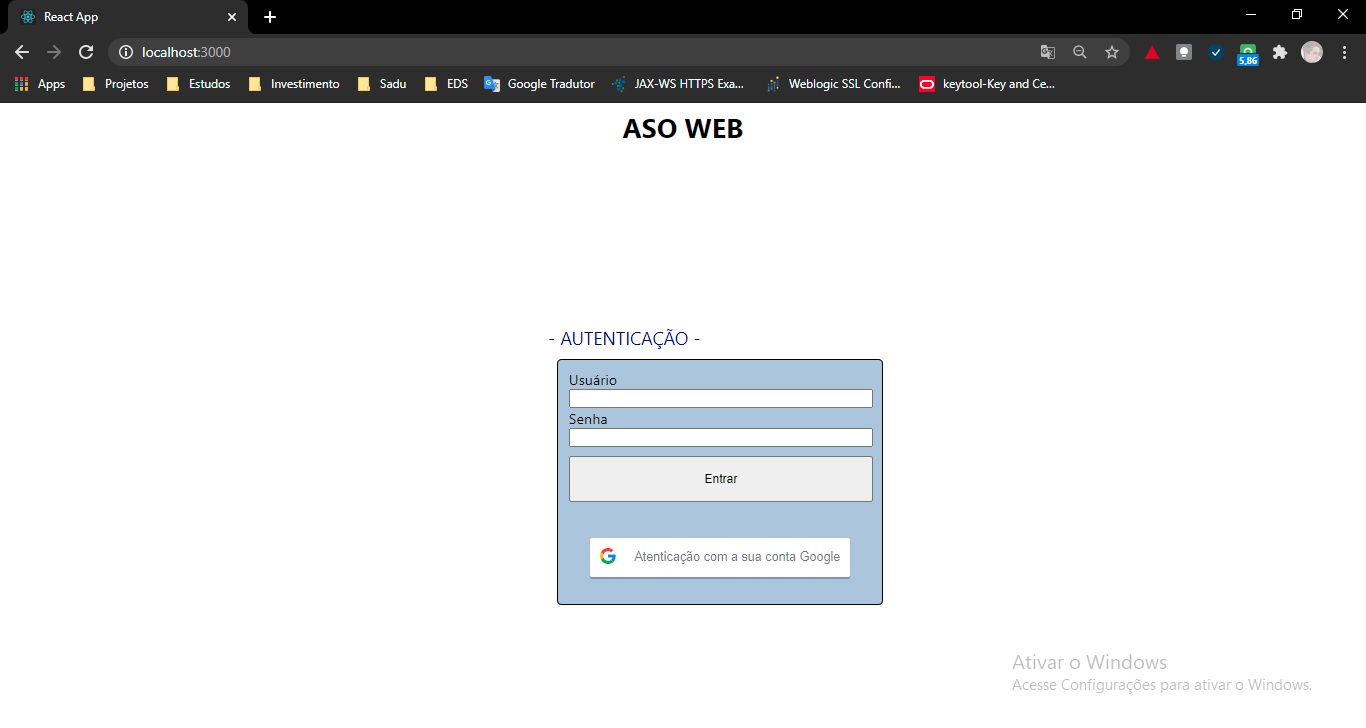 React App
localhost:3000
5,86
Apps Projetos Estudos Investimento Sadu EDS Google Tradutor JAX-WS HTTPS Exa... Weblogic SSL Confi... keytool-Key and Ce...
ASO WEB
- AUTENTICAÇÃO -
Usuário
Senha
Entrar
Atenticação com a sua conta Google
Ativar o Windows
Acesse Configurações para ativar o Windows.